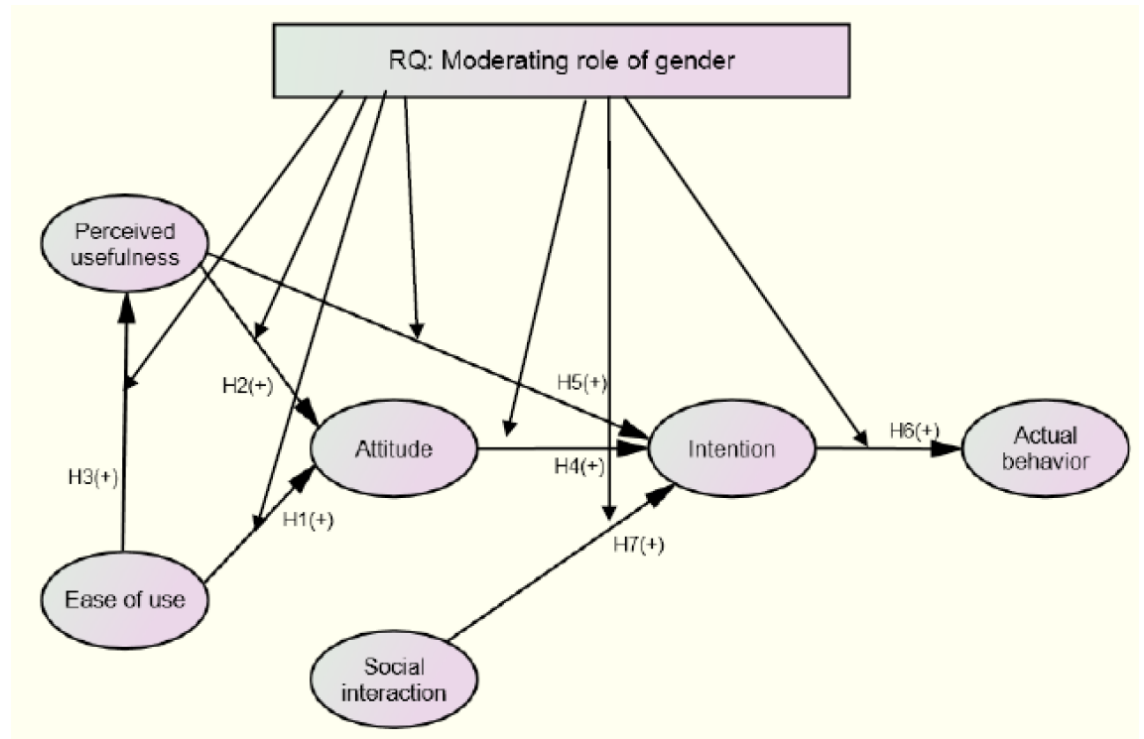 RQ: Moderating role of gender
Perceived
usefulness
H2(+)
H5(+)
Attitude
Intention
H6(+)
Actual
behavior
H3(+)
H4(+)
H1(+)
H7(+)
Ease of use
Social
interaction